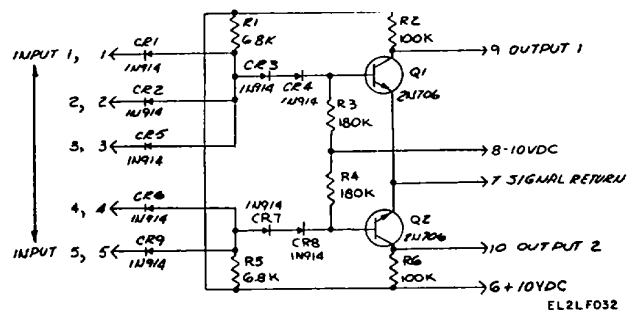 R1
6.8K
R2
100K
INPUT 1, 1
CR1
1N914
9 OUTPUT 1
CR3
1N914
CR4
1N914
Q1
2N706
2, 2
CR2
1N914
R3
180K
3, 3
CR5
1N914
8-10VDC
R4
180K
7 SIGNAL RETURN
4, 4
CR6
1N914
1N914
CR7
CR8
1N914
Q2
2N706
INPUT 5, 5
CR9
1N914
R5
6.8K
10 OUTPUT 2
R6
100K
6+10VDC
EL2LF032